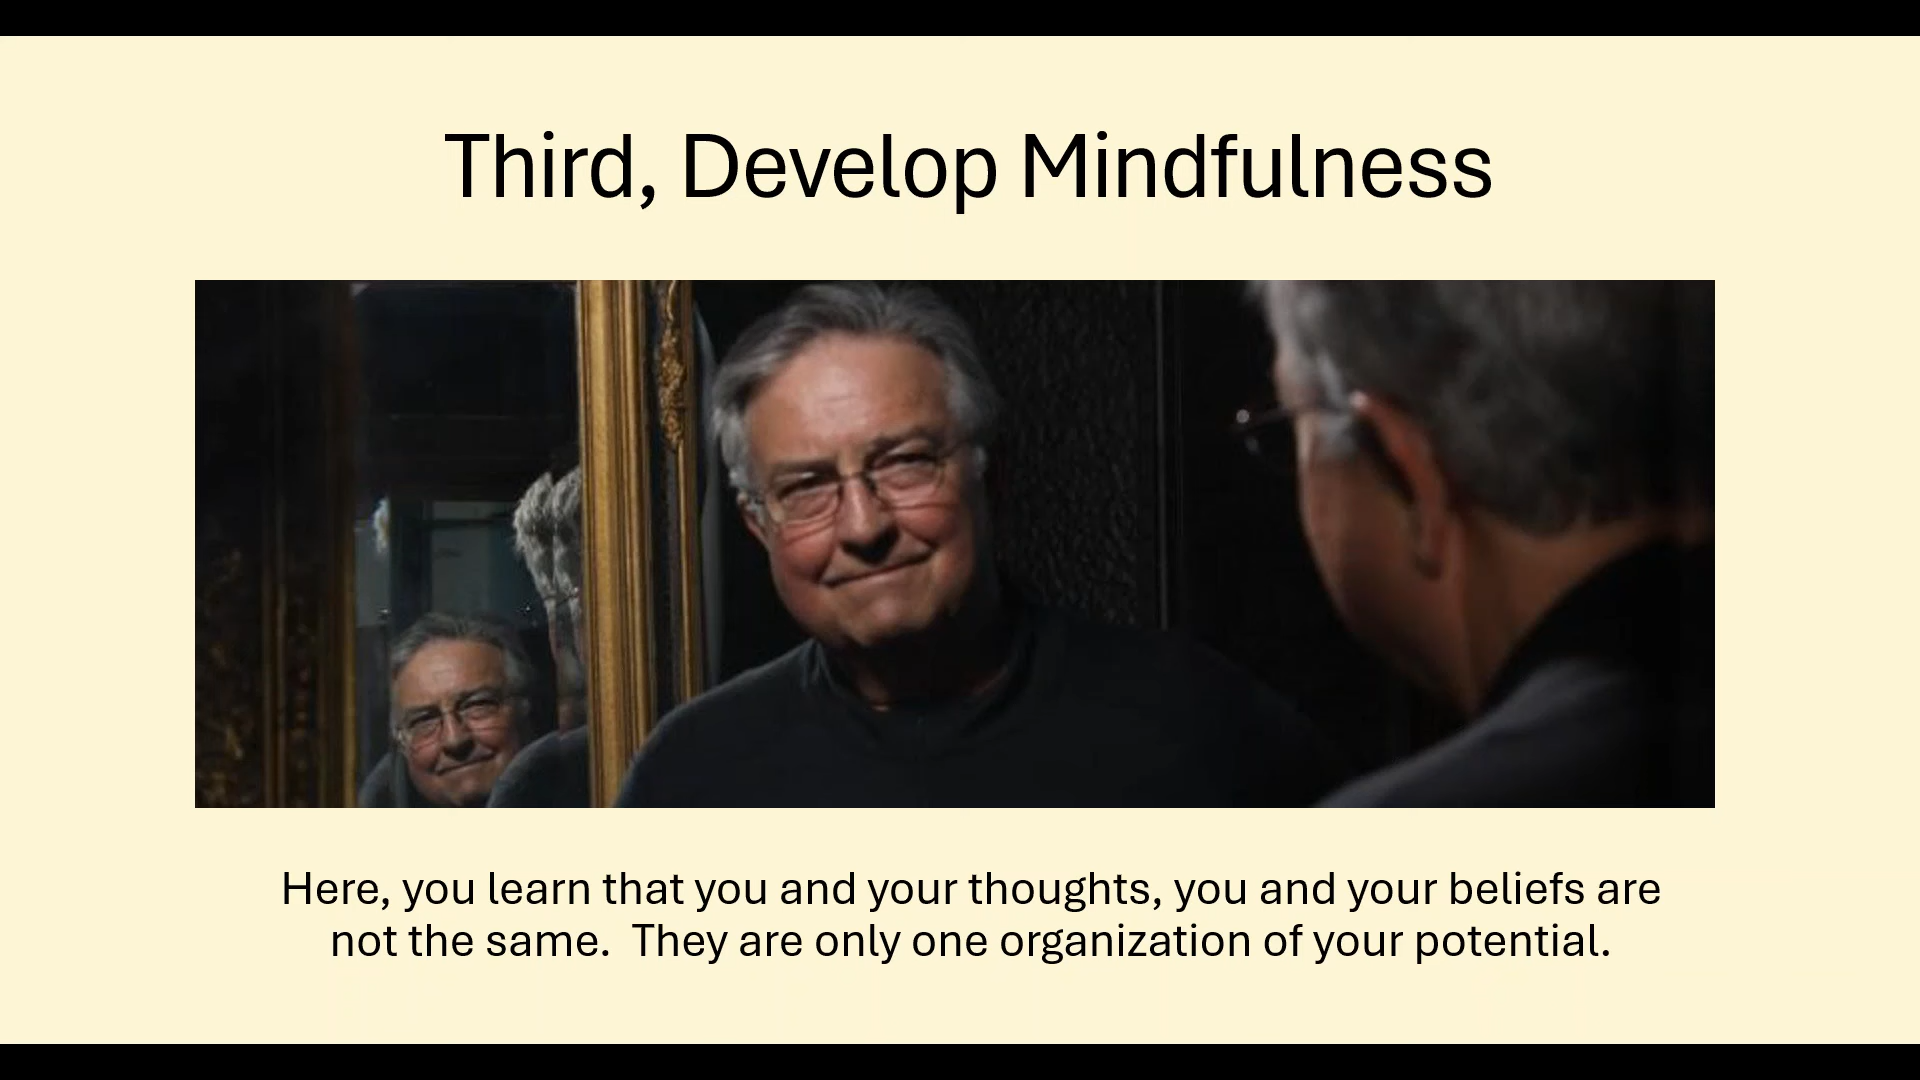 Third, Develop Mindfulness
Here, you learn that you and your thoughts, you and your beliefs are
not the same.  They are only one organization of your potential.